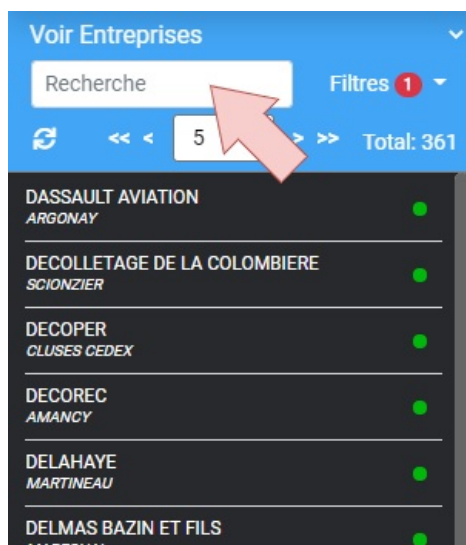 Voir Entreprises
Recherche Filtres 1
<< < 5 > >> Total: 361
DASSAULT AVIATION
ARGONAY
DECOLLETAGE DE LA COLOMBIERE
SCIONZIER
DECOPER
CLUSES CEDEX
DECOREC
AMANCY
DELAHAYE
MARTINEAU
DELMAS BAZIN ET FILS